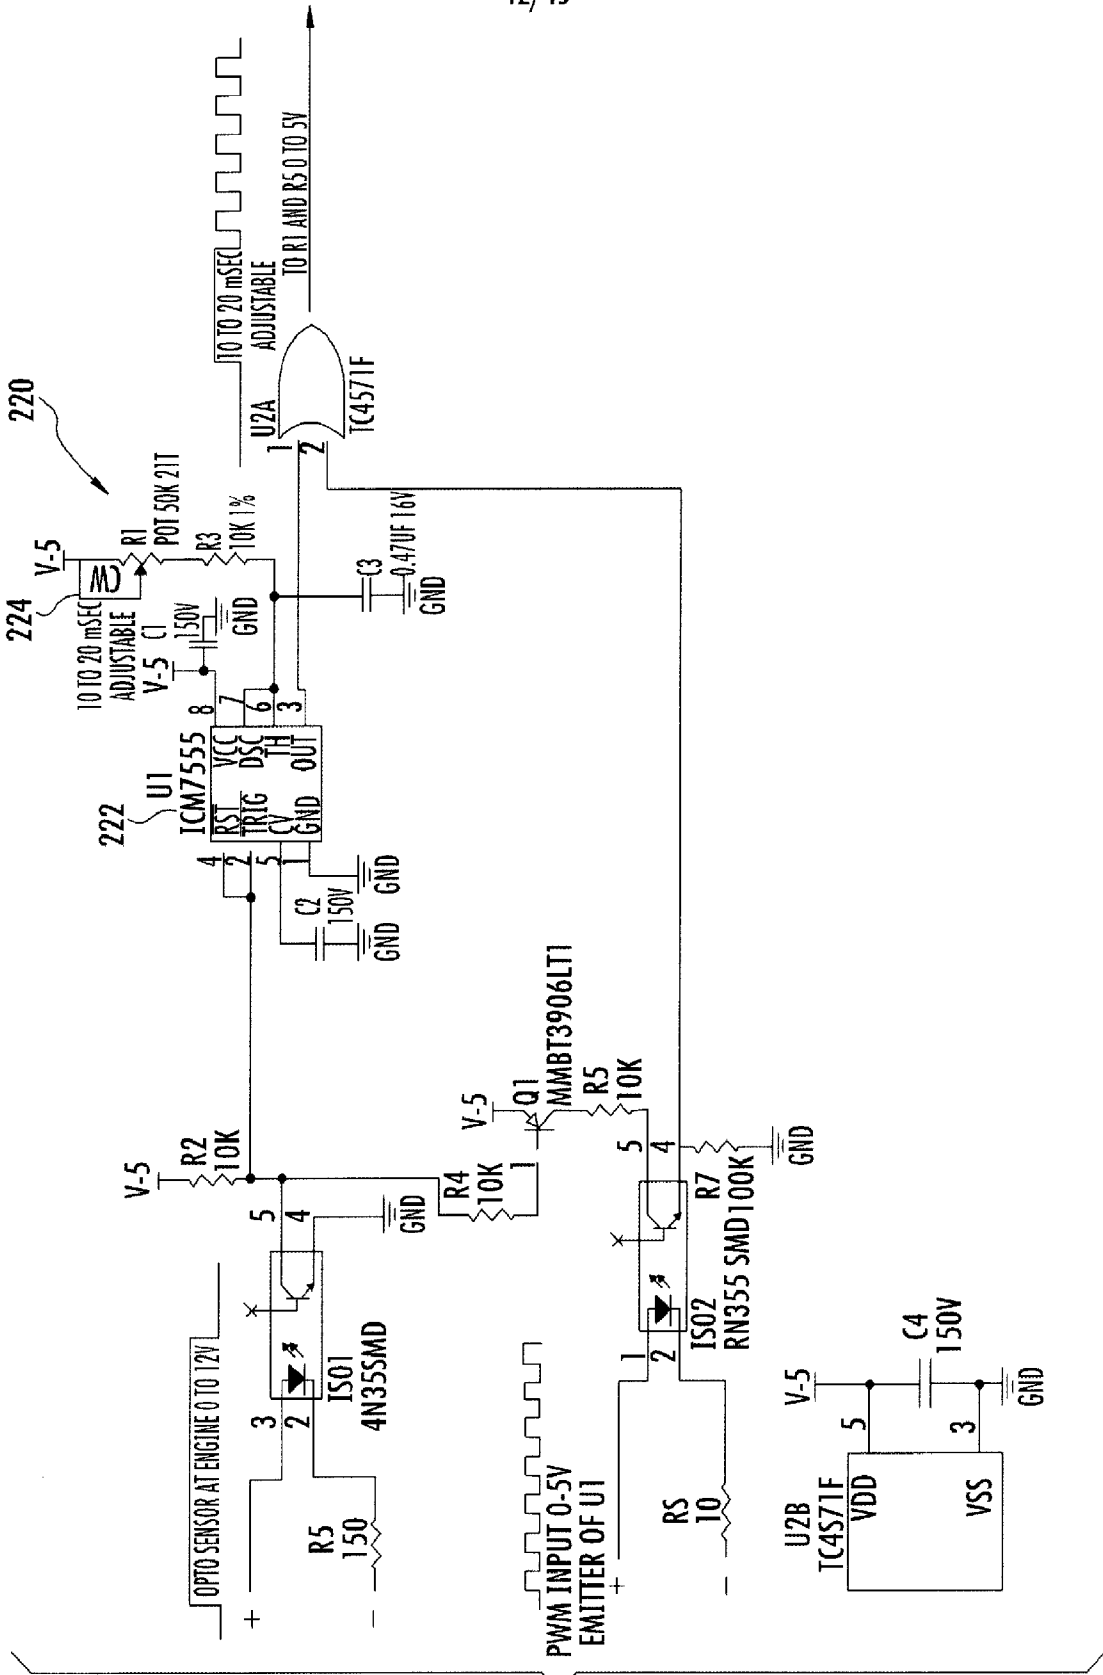 220
224
V-5
CW
R1
POT 50K 21T
R3
10K 1%
10 TO 20 mSEC
ADJUSTABLE
V-5
C1
150V
GND
C3
0.47UF 16V
GND
222
U1
ICM7555
RST
TRIG
CV
GND
VCC
DSC
TH
OUT
4
2
5
1
8
7
6
3
C2
150V
GND
GND
10 TO 20 mSEC
ADJUSTABLE
U2A
1
2
TC4571F
TO R1 AND R5 0 TO 5V
OPTO SENSOR AT ENGINE 0 TO 12V
+
−
R5
150
3
2
ISO1
4N35SMD
5
4
GND
V-5
R2
10K
R4
10K
1
V-5
Q1
MMBT3906LT1
R5
10K
PWM INPUT 0-5V
EMITTER OF U1
+
−
RS
10
1
2
ISO2
RN355 SMD
5
4
R7
100K
GND
U2B
TC4S71F
VDD
VSS
5
3
V-5
C4
150V
GND